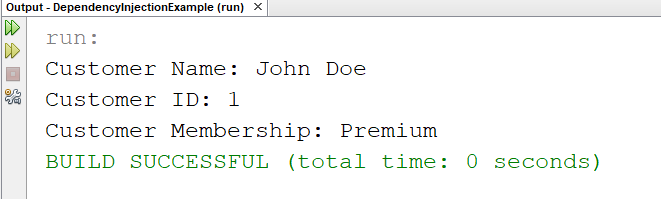 Output - DependencyInjectionExample (run) ×
run:
Customer Name: John Doe
Customer ID: 1
Customer Membership: Premium
BUILD SUCCESSFUL (total time: 0 seconds)